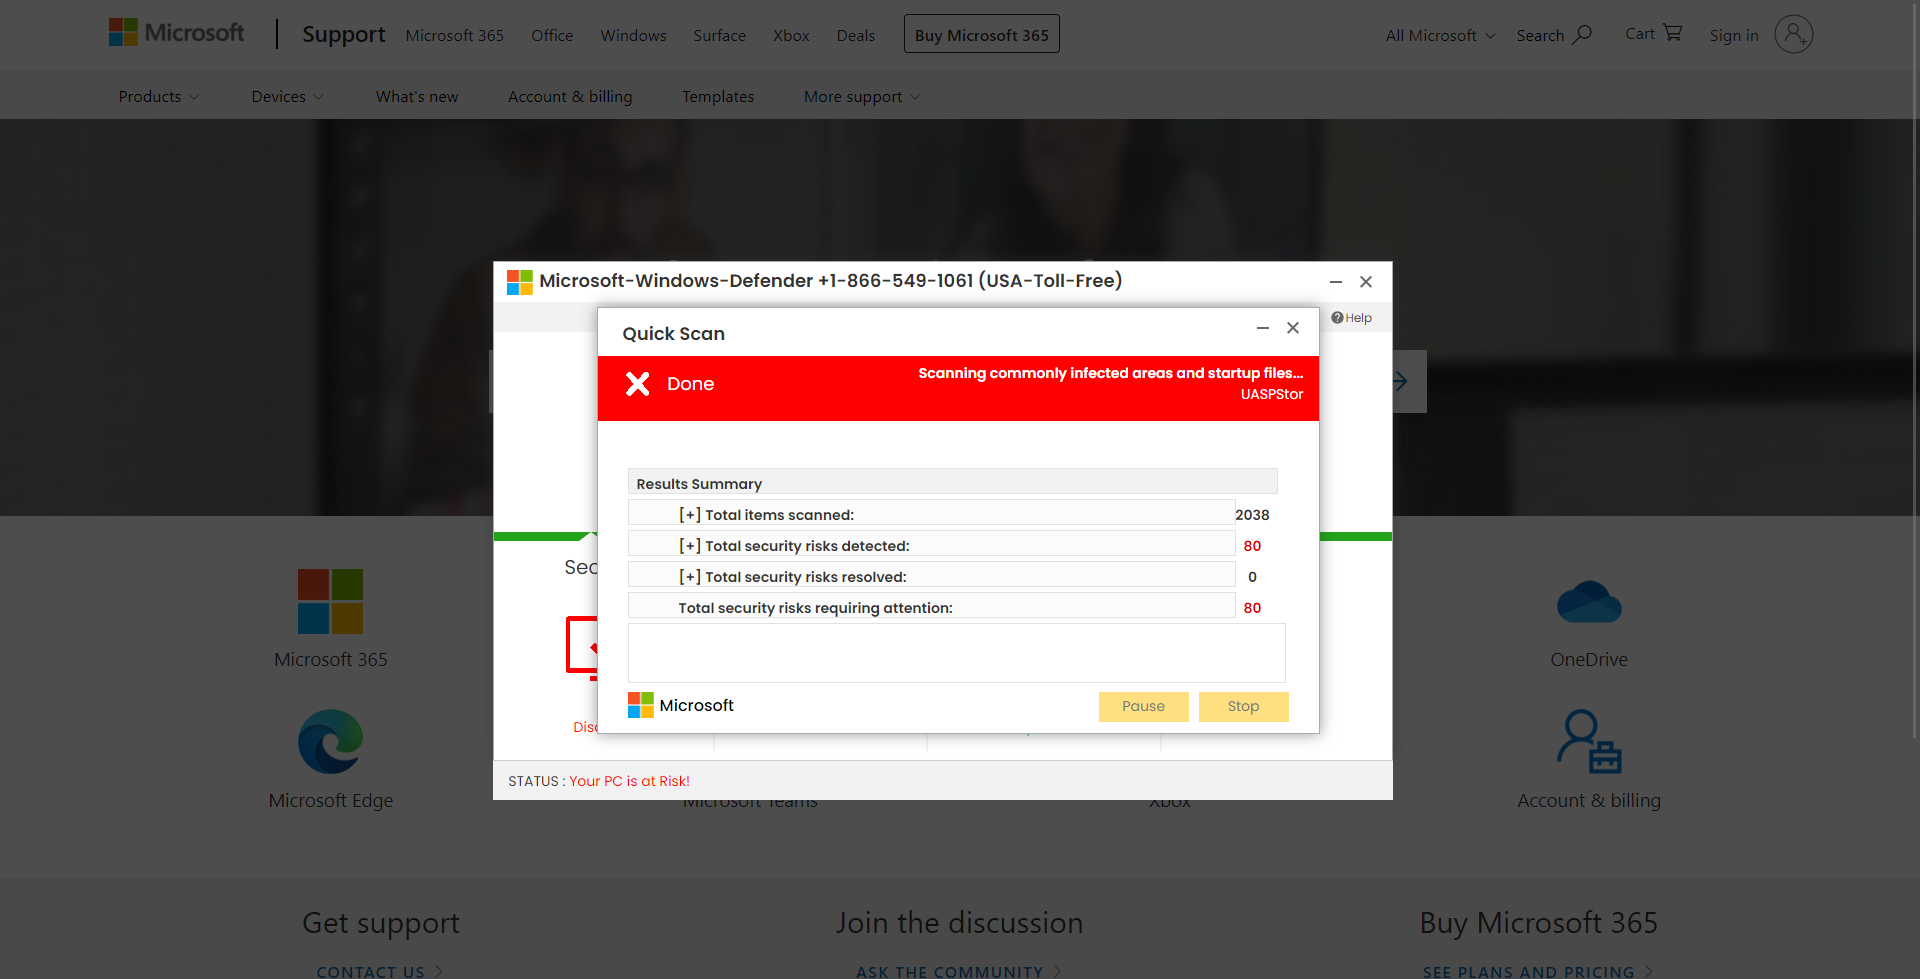 Microsoft
Support
Microsoft 365
Office
Windows
Surface
Xbox
Deals
Buy Microsoft 365
All Microsoft
Search
Cart
Sign in
Products
Devices
What's new
Account & billing
Templates
More support
Microsoft-Windows-Defender +1-866-549-1061 (USA-Toll-Free)
Help
Quick Scan
Done
Scanning commonly infected areas and startup files...
UASPStor
Results Summary
[+] Total items scanned: 2038
[+] Total security risks detected: 80
[+] Total security risks resolved: 0
Total security risks requiring attention: 80
Microsoft
Pause
Stop
Sec
Disc
STATUS : Your PC is at Risk!
Microsoft 365
OneDrive
Microsoft Edge
Microsoft Teams
Xbox
Account & billing
Get support
Join the discussion
Buy Microsoft 365
CONTACT US
ASK THE COMMUNITY
SEE PLANS AND PRICING